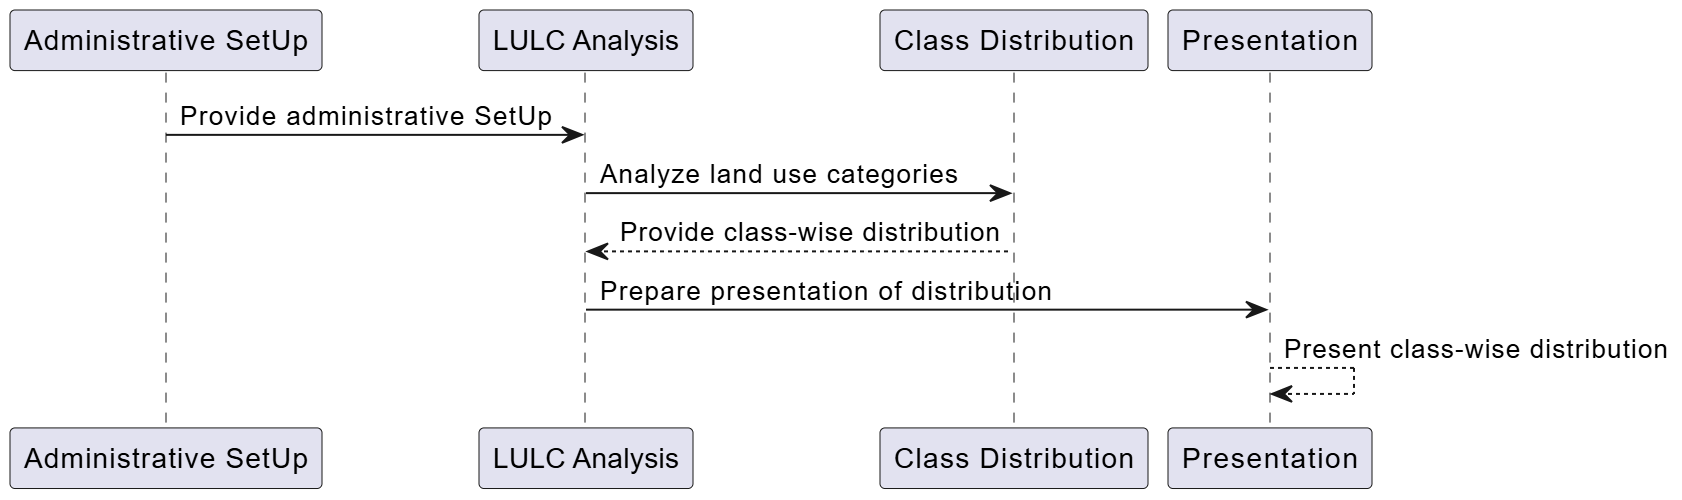 Administrative SetUp
LULC Analysis
Class Distribution
Presentation
Provide administrative SetUp
Analyze land use categories
Provide class-wise distribution
Prepare presentation of distribution
Present class-wise distribution
Administrative SetUp
LULC Analysis
Class Distribution
Presentation